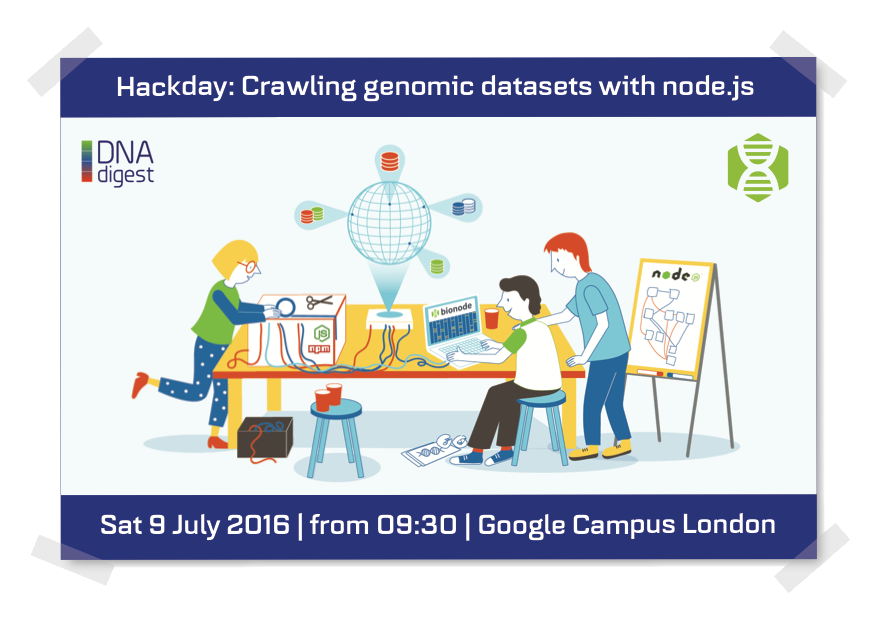 Hackday: Crawling genomic datasets with node.js
DNA
digest
bionode
node
JS
npm
Sat 9 July 2016 | from 09:30 | Google Campus London